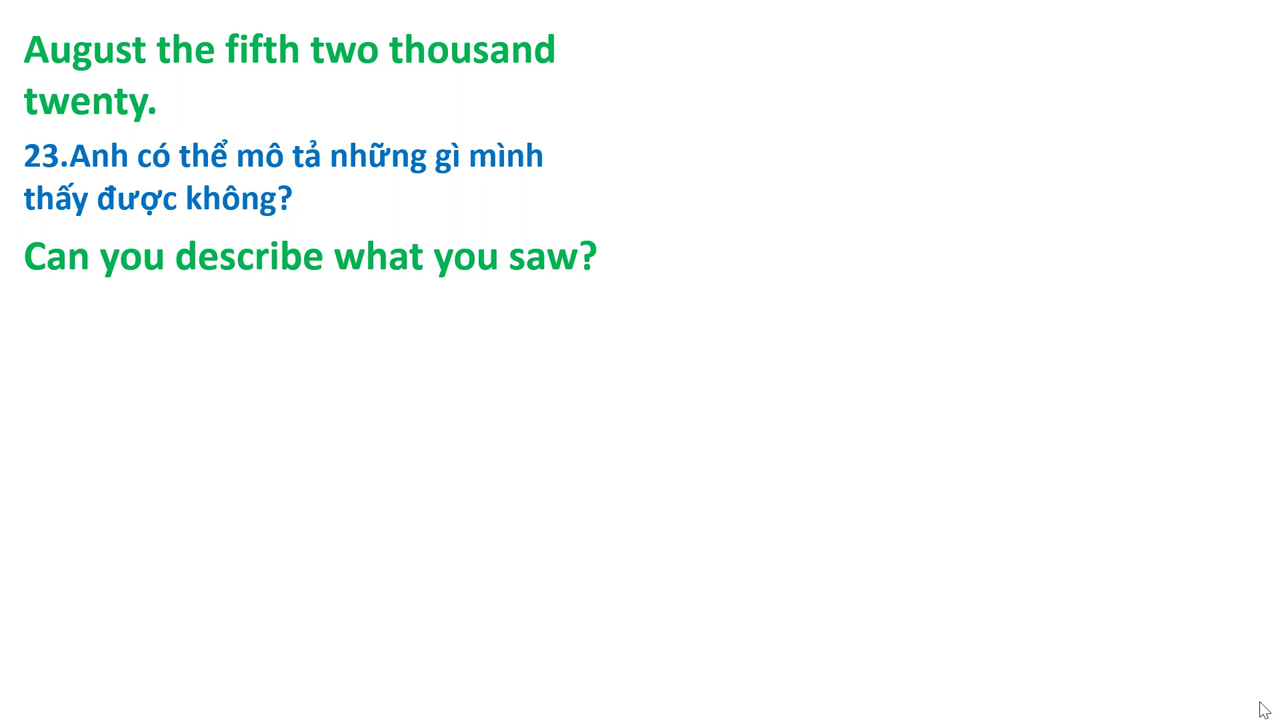 August the fifth two thousand
twenty.
23.Anh có thể mô tả những gì mình
thấy được không?
Can you describe what you saw?